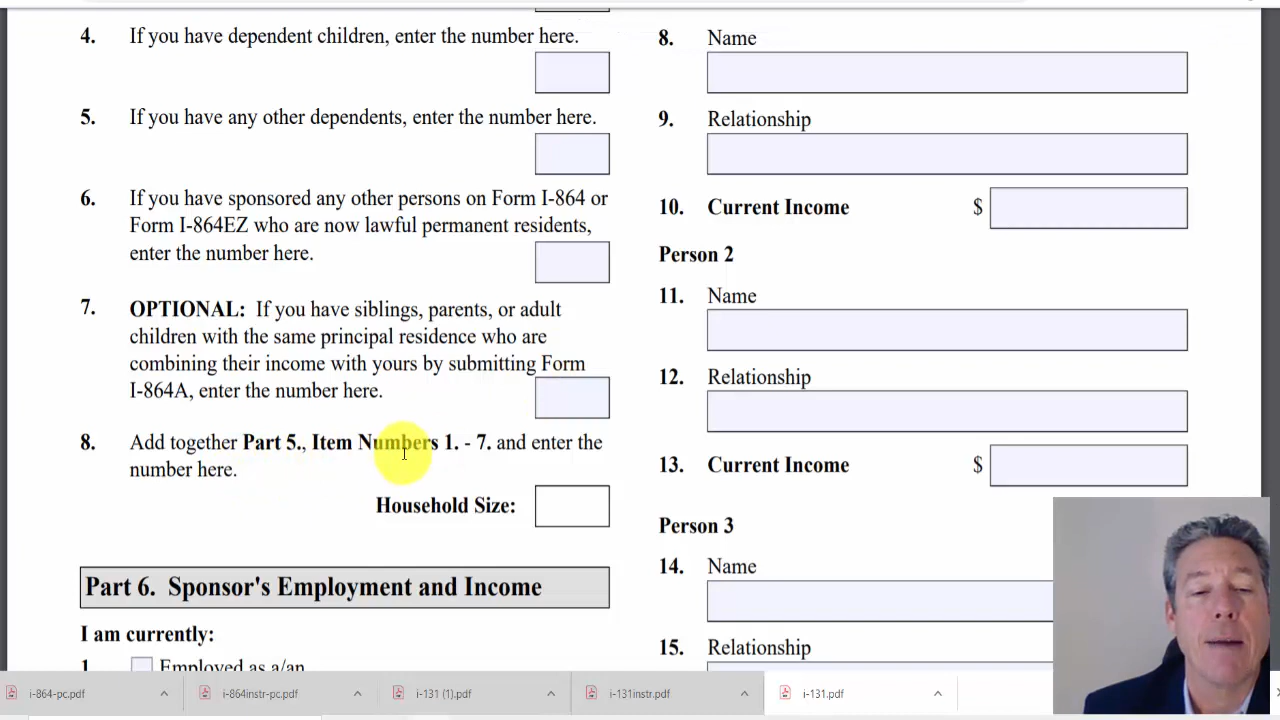 4. If you have dependent children, enter the number here.
5. If you have any other dependents, enter the number here.
6. If you have sponsored any other persons on Form I-864 or
Form I-864EZ who are now lawful permanent residents,
enter the number here.
7. OPTIONAL: If you have siblings, parents, or adult
children with the same principal residence who are
combining their income with yours by submitting Form
I-864A, enter the number here.
8. Add together Part 5., Item Numbers 1. - 7. and enter the
number here.
Household Size:
Part 6. Sponsor's Employment and Income
I am currently:
1 Employed as a/an
8. Name
9. Relationship
10. Current Income $
Person 2
11. Name
12. Relationship
13. Current Income $
Person 3
14. Name
15. Relationship
i-864-pc.pdf
i-864instr-pc.pdf
i-131 (1).pdf
i-131instr.pdf
i-131.pdf